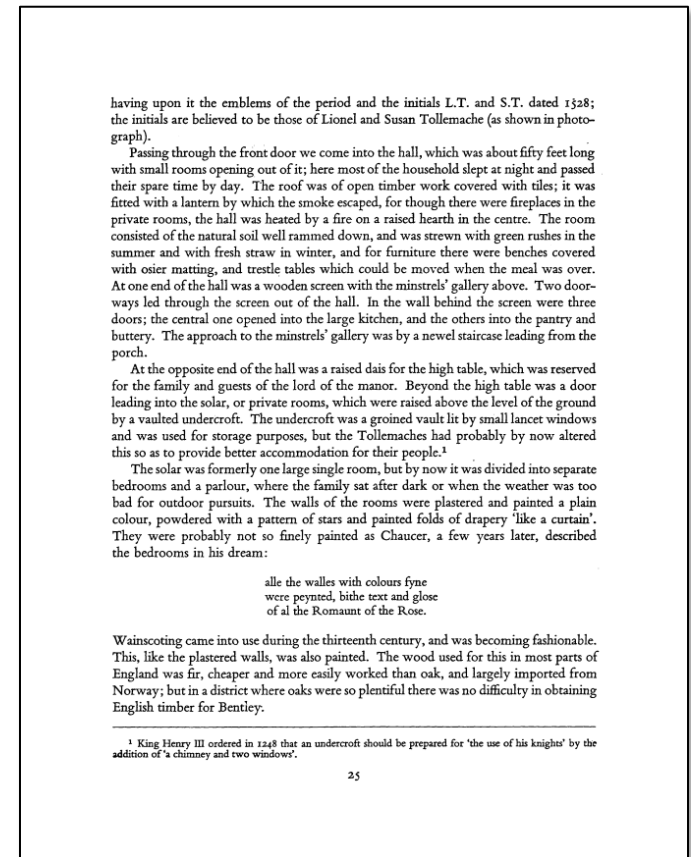 having upon it the emblems of the period and the initials L.T. and S.T. dated 1528;
the initials are believed to be those of Lionel and Susan Tollemache (as shown in photo-
graph).
Passing through the front door we come into the hall, which was about fifty feet long
with small rooms opening out of it; here most of the household slept at night and passed
their spare time by day. The roof was of open timber work covered with tiles; it was
fitted with a lantern by which the smoke escaped, for though there were fireplaces in the
private rooms, the hall was heated by a fire on a raised hearth in the centre. The room
consisted of the natural soil well rammed down, and was strewn with green rushes in the
summer and with fresh straw in winter, and for furniture there were benches covered
with osier matting, and trestle tables which could be moved when the meal was over.
At one end of the hall was a wooden screen with the minstrels' gallery above. Two door-
ways led through the screen out of the hall. In the wall behind the screen were three
doors; the central one opened into the large kitchen, and the others into the pantry and
buttery. The approach to the minstrels' gallery was by a newel staircase leading from the
porch.
At the opposite end of the hall was a raised dais for the high table, which was reserved
for the family and guests of the lord of the manor. Beyond the high table was a door
leading into the solar, or private rooms, which were raised above the level of the ground
by a vaulted undercroft. The undercroft was a groined vault lit by small lancet windows
and was used for storage purposes, but the Tollemaches had probably by now altered
this so as to provide better accommodation for their people.¹
The solar was formerly one large single room, but by now it was divided into separate
bedrooms and a parlour, where the family sat after dark or when the weather was too
bad for outdoor pursuits. The walls of the rooms were plastered and painted a plain
colour, powdered with a pattern of stars and painted folds of drapery 'like a curtain'.
They were probably not so finely painted as Chaucer, a few years later, described
the bedrooms in his dream:
alle the walles with colours fyne
were peynted, bithe text and glose
of al the Romaunt of the Rose.
Wainscoting came into use during the thirteenth century, and was becoming fashionable.
This, like the plastered walls, was also painted. The wood used for this in most parts of
England was fir, cheaper and more easily worked than oak, and largely imported from
Norway; but in a district where oaks were so plentiful there was no difficulty in obtaining
English timber for Bentley.
¹ King Henry III ordered in 1248 that an undercroft should be prepared for 'the use of his knights' by the
addition of 'a chimney and two windows'.
25